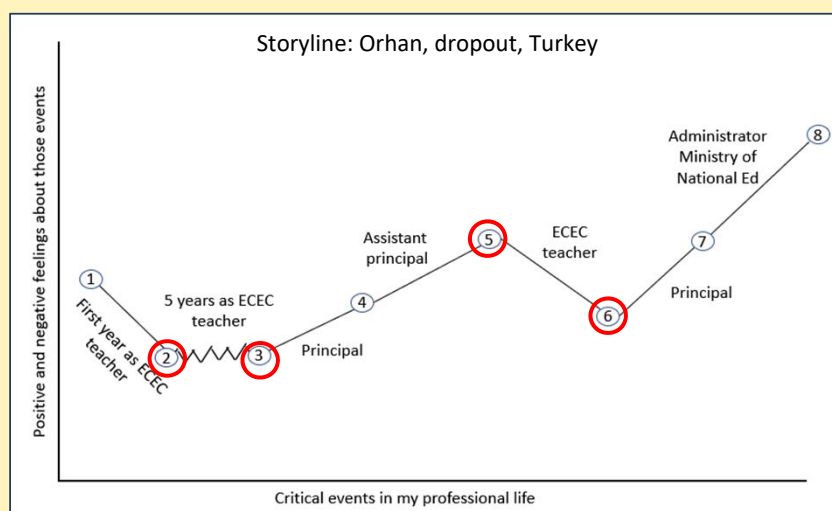 Storyline: Orhan, dropout, Turkey
Positive and negative feelings about those events
1
First year as ECEC
teacher
2
5 years as ECEC
teacher
3
Principal
4
Assistant
principal
5
ECEC
teacher
6
Principal
7
Administrator
Ministry of
National Ed
8
Critical events in my professional life